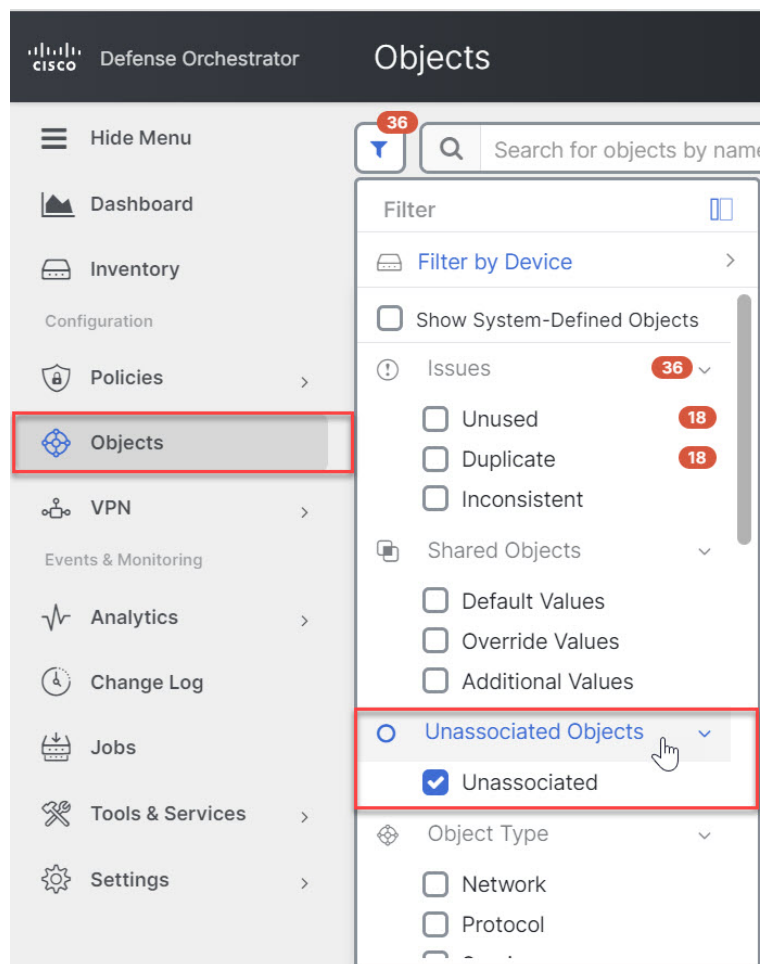 CISCO Defense Orchestrator
Objects
Hide Menu
Dashboard
Inventory
Configuration
Policies
Objects
VPN
Events & Monitoring
Analytics
Change Log
Jobs
Tools & Services
Settings
36
Search for objects by name
Filter
Filter by Device
Show System-Defined Objects
Issues 36
Unused 18
Duplicate 18
Inconsistent
Shared Objects
Default Values
Override Values
Additional Values
Unassociated Objects
Unassociated
Object Type
Network
Protocol